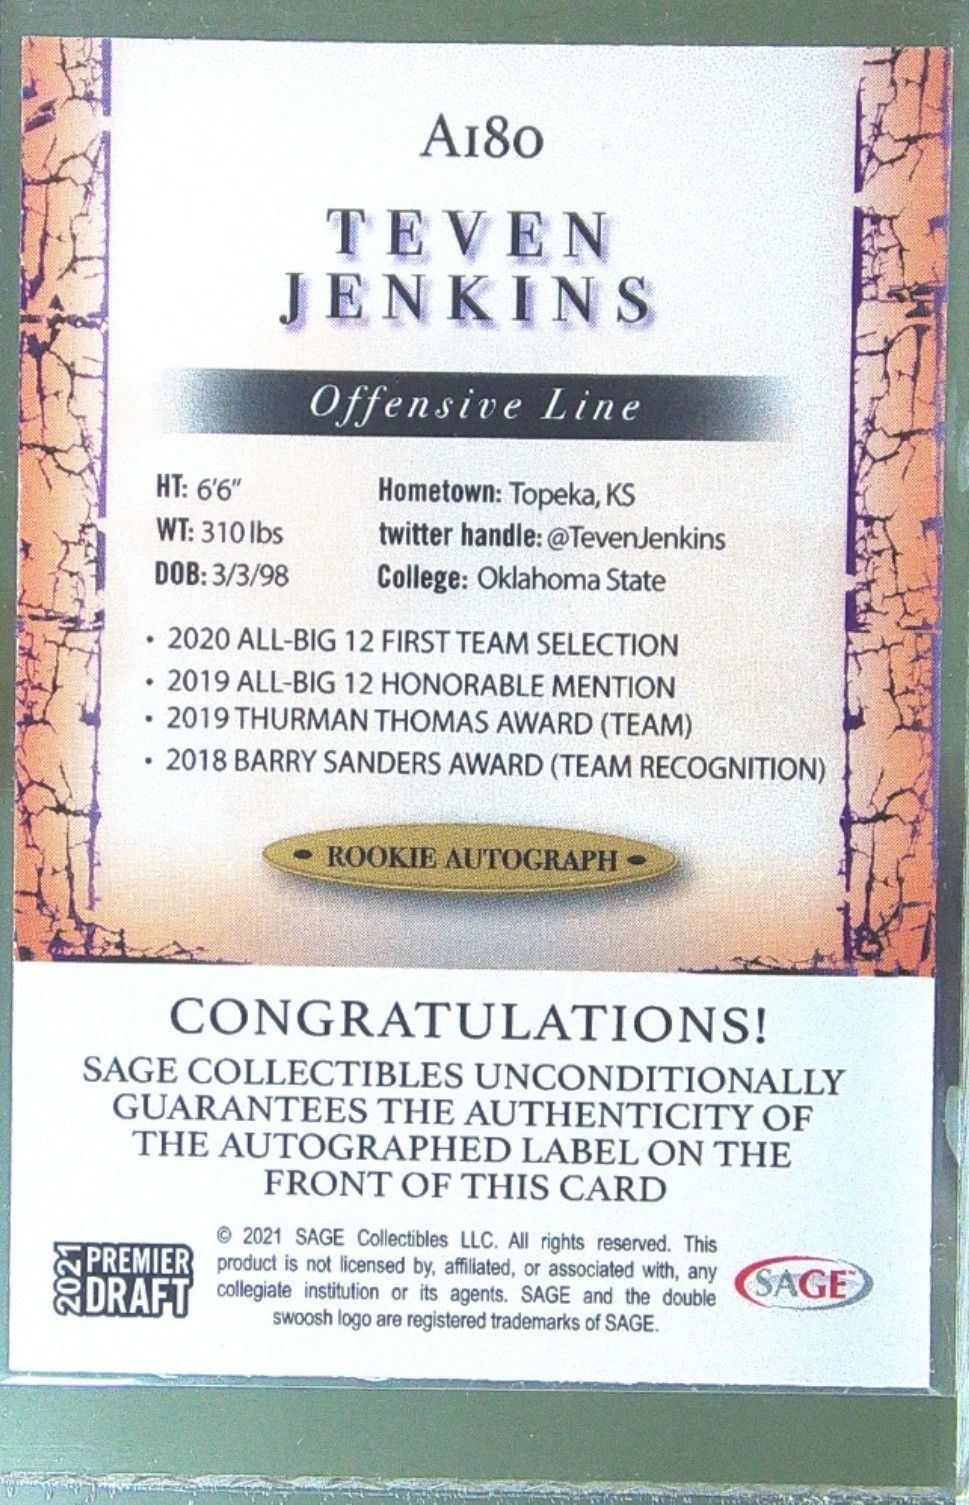 A180
TEVEN
JENKINS
Offensive Line
HT: 6'6"
WT: 310 lbs
DOB: 3/3/98
Hometown: Topeka, KS
twitter handle: @TevenJenkins
College: Oklahoma State
• 2020 ALL-BIG 12 FIRST TEAM SELECTION
• 2019 ALL-BIG 12 HONORABLE MENTION
• 2019 THURMAN THOMAS AWARD (TEAM)
• 2018 BARRY SANDERS AWARD (TEAM RECOGNITION)
• ROOKIE AUTOGRAPH •
CONGRATULATIONS!
SAGE COLLECTIBLES UNCONDITIONALLY
GUARANTEES THE AUTHENTICITY OF
THE AUTOGRAPHED LABEL ON THE
FRONT OF THIS CARD
2021
PREMIER
DRAFT
© 2021 SAGE Collectibles LLC. All rights reserved. This
product is not licensed by, affiliated, or associated with, any
collegiate institution or its agents. SAGE and the double
swoosh logo are registered trademarks of SAGE.
SAGE™